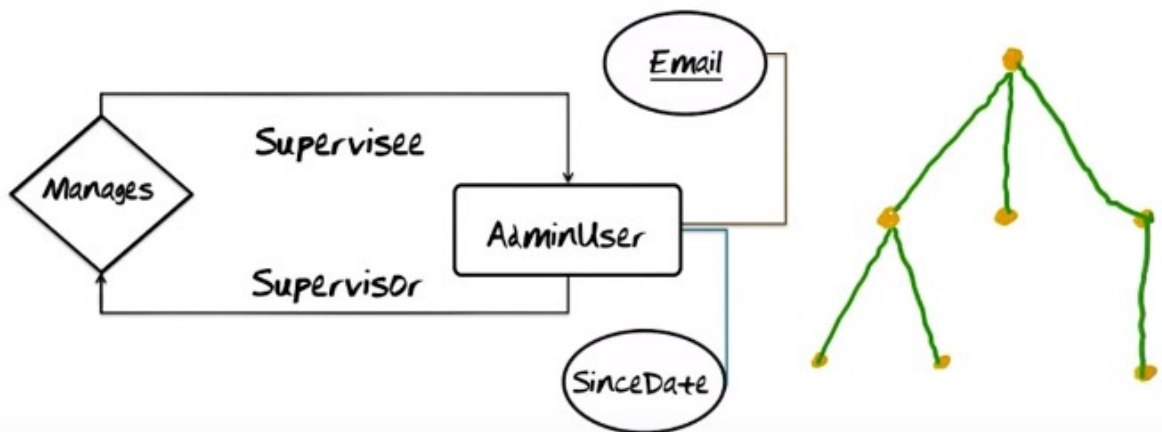 Email
Supervisee
Manages
AdminUser
Supervisor
SinceDate